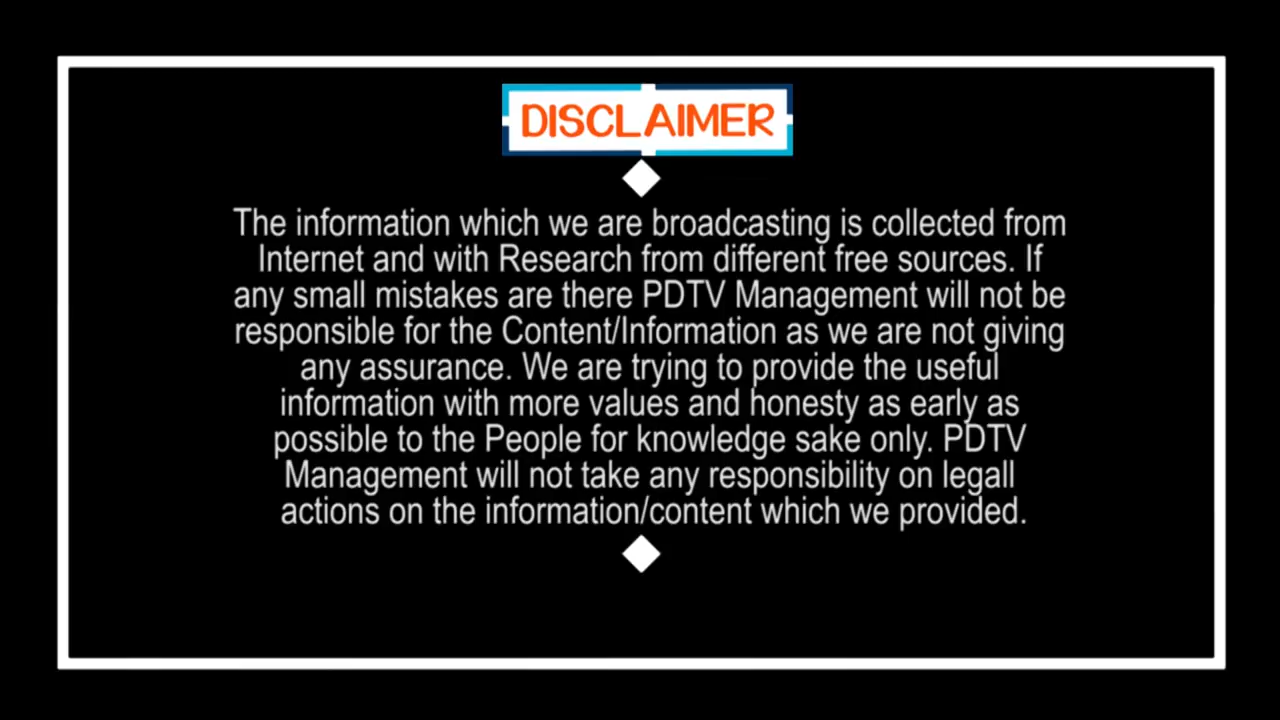 DISCLAIMER
The information which we are broadcasting is collected from
Internet and with Research from different free sources. If
any small mistakes are there PDTV Management will not be
responsible for the Content/Information as we are not giving
any assurance. We are trying to provide the useful
information with more values and honesty as early as
possible to the People for knowledge sake only. PDTV
Management will not take any responsibility on legall
actions on the information/content which we provided.